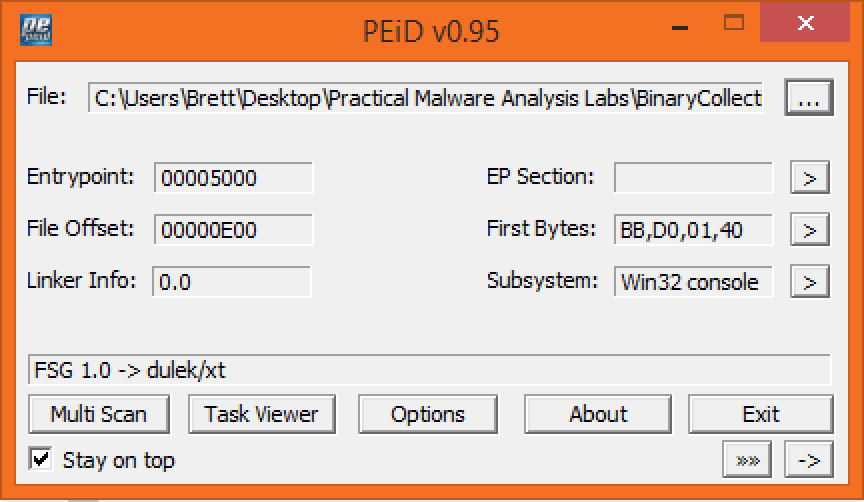 PEiD v0.95
File: C:\Users\Brett\Desktop\Practical Malware Analysis Labs\BinaryCollect ...
Entrypoint: 00005000 EP Section: >
File Offset: 00000E00 First Bytes: BB,D0,01,40 >
Linker Info: 0.0 Subsystem: Win32 console >
FSG 1.0 -> dulek/xt
Multi Scan Task Viewer Options About Exit
Stay on top »» ->